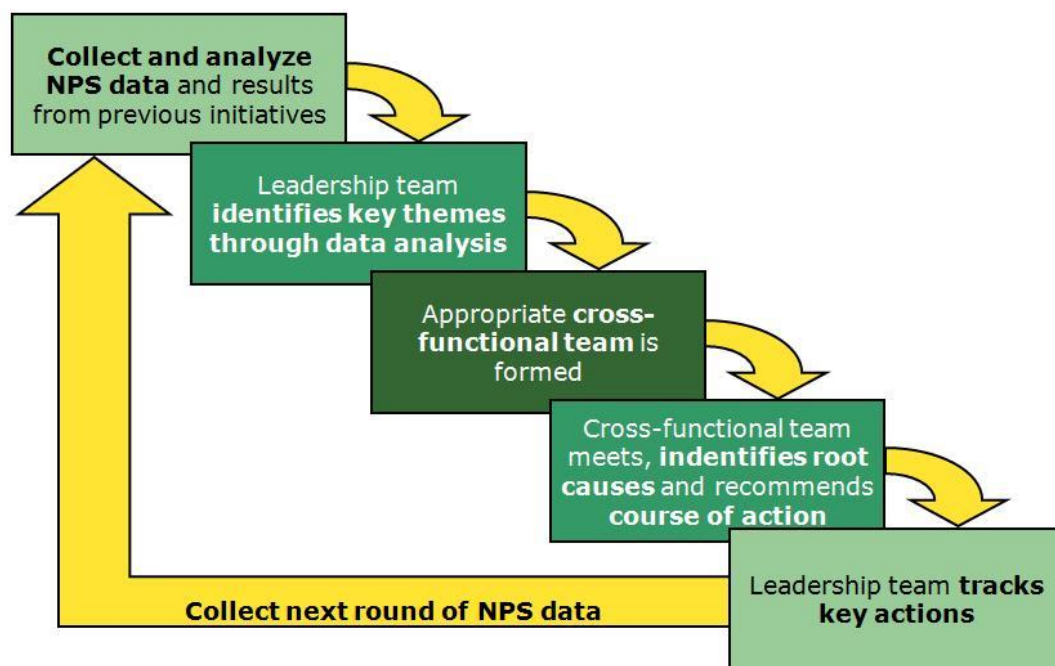 Collect and analyze
NPS data and results
from previous initiatives
Leadership team
identifies key themes
through data analysis
Appropriate cross-
functional team is
formed
Cross-functional team
meets, indentifies root
causes and recommends
course of action
Leadership team tracks
key actions
Collect next round of NPS data